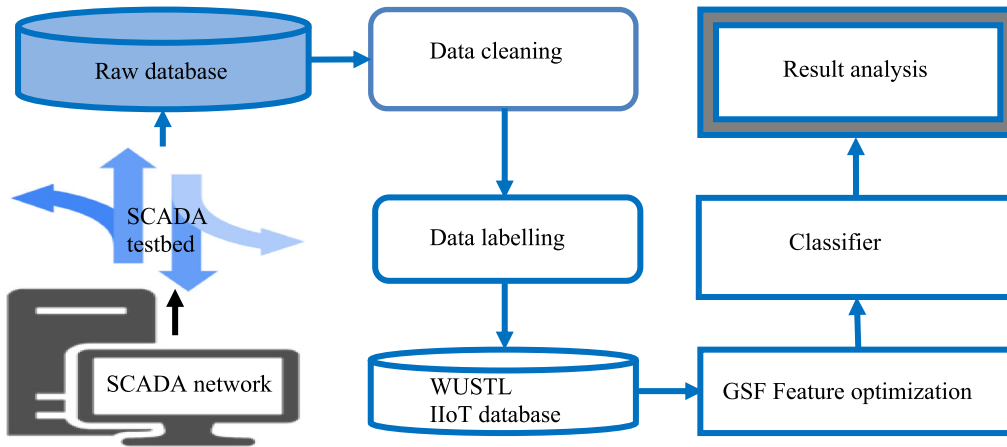 Raw database
Data cleaning
Result analysis
SCADA
testbed
Data labelling
Classifier
SCADA network
WUSTL
IIoT database
GSF Feature optimization